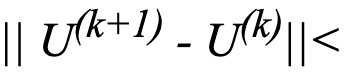 || U^(k+1) - U^(k)||<